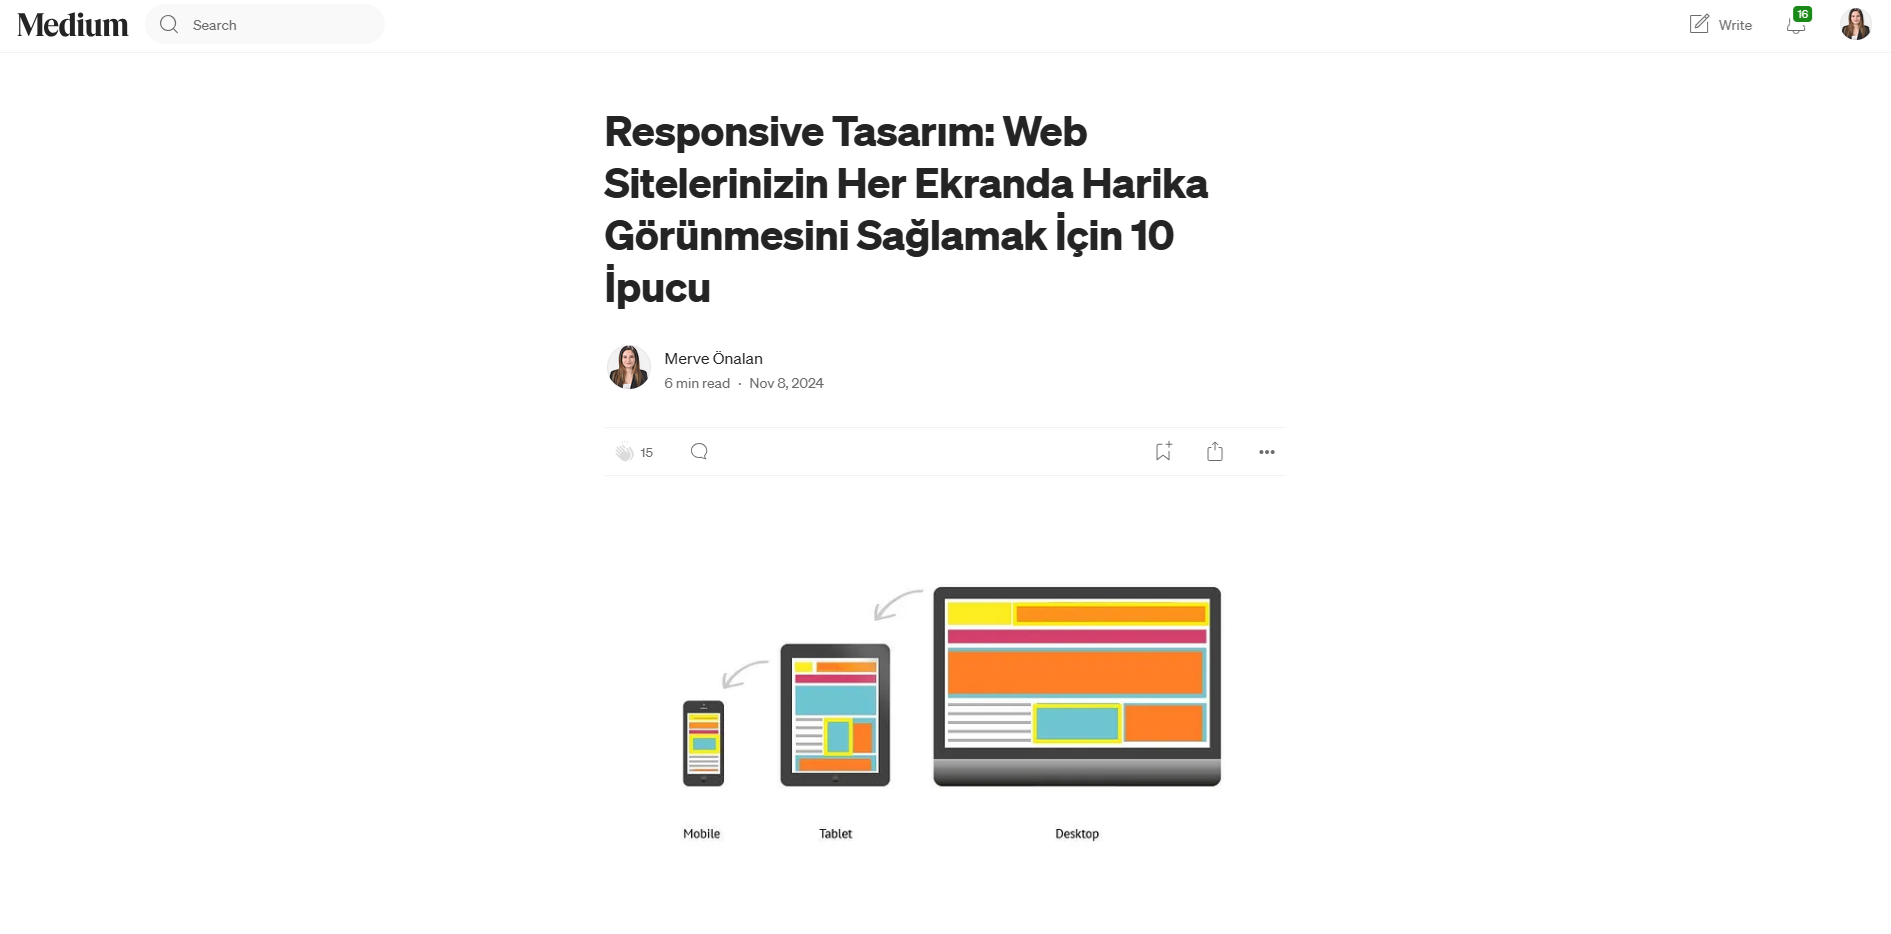 Medium
Search
Write
16
Responsive Tasarım: Web
Sitelerinizin Her Ekranda Harika
Görünmesini Sağlamak İçin 10
İpucu
Merve Önalan
6 min read · Nov 8, 2024
15
Mobile
Tablet
Desktop